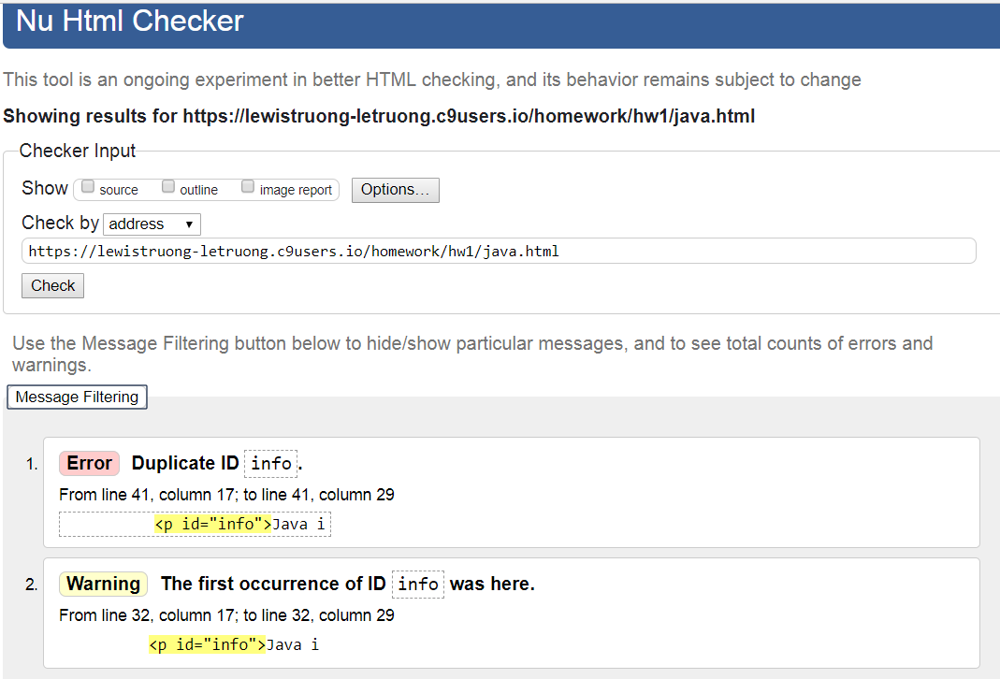 Nu Html Checker
This tool is an ongoing experiment in better HTML checking, and its behavior remains subject to change
Showing results for https://lewistruong-letruong.c9users.io/homework/hw1/java.html
Checker Input
Show source outline image report Options...
Check by address
https://lewistruong-letruong.c9users.io/homework/hw1/java.html
Check
Use the Message Filtering button below to hide/show particular messages, and to see total counts of errors and
warnings.
Message Filtering
1. Error Duplicate ID info.
From line 41, column 17; to line 41, column 29
<p id="info">Java i
2. Warning The first occurrence of ID info was here.
From line 32, column 17; to line 32, column 29
<p id="info">Java i